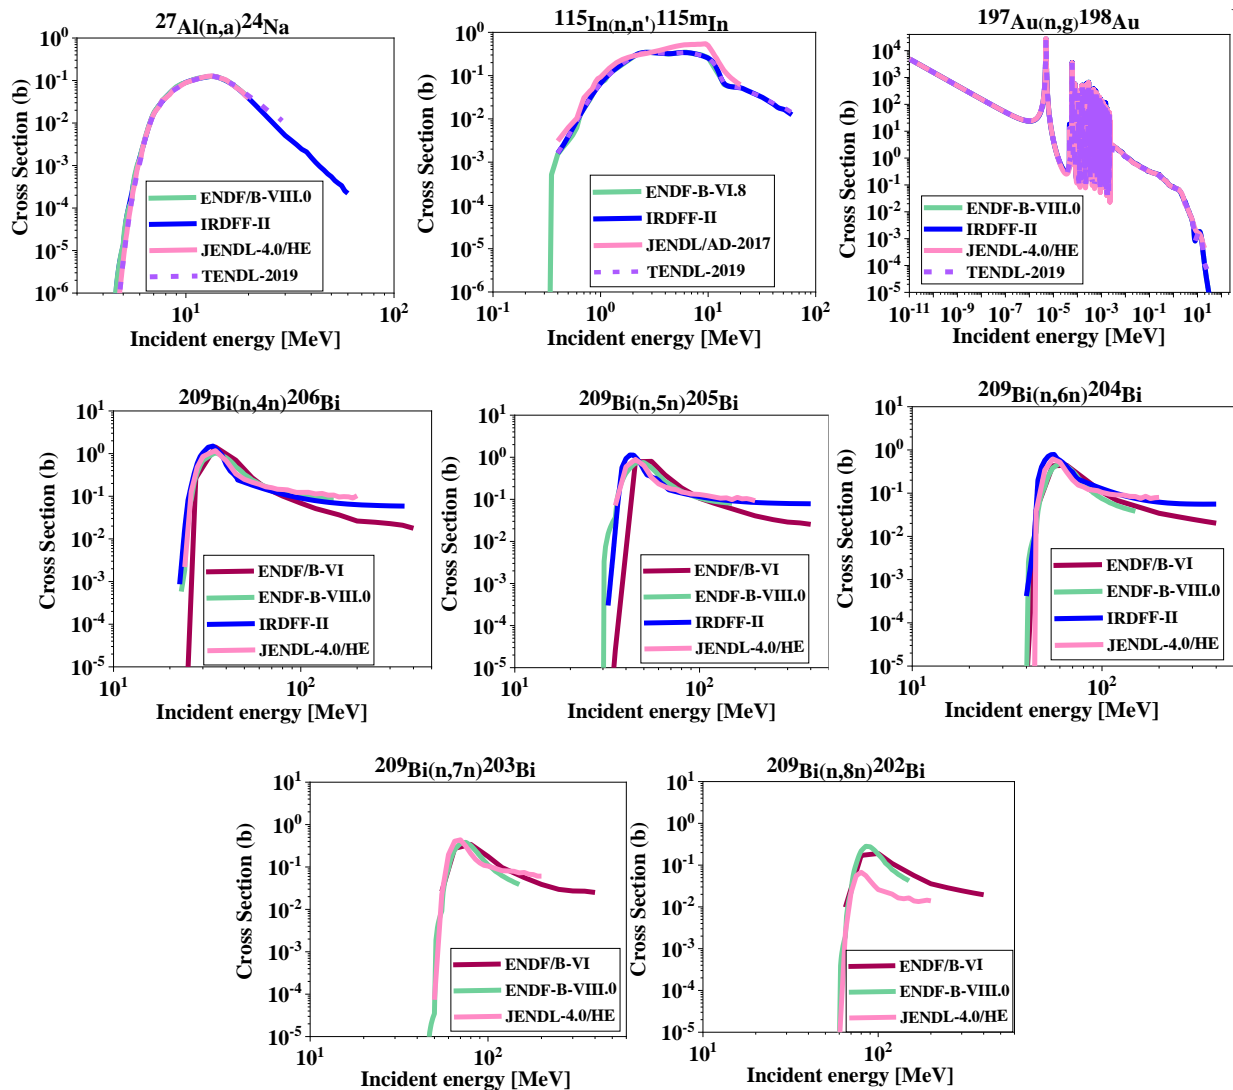 27Al(n,a)24Na
Cross Section (b)
10^0
10^-1
10^-2
10^-3
10^-4
10^-5
10^-6
ENDF/B-VIII.0
IRDFF-II
JENDL-4.0/HE
TENDL-2019
10^1
10^2
Incident energy [MeV]
115In(n,n')115mIn
Cross Section (b)
10^0
10^-1
10^-2
10^-3
10^-4
10^-5
10^-6
ENDF-B-VI.8
IRDFF-II
JENDL/AD-2017
TENDL-2019
10^-1
10^0
10^1
10^2
Incident energy [MeV]
197Au(n,g)198Au
Cross Section (b)
10^4
10^3
10^2
10^1
10^0
10^-1
10^-2
10^-3
10^-4
10^-5
ENDF-B-VIII.0
IRDFF-II
JENDL-4.0/HE
TENDL-2019
10^-11
10^-9
10^-7
10^-5
10^-3
10^-1
10^1
Incident energy [MeV]
209Bi(n,4n)206Bi
Cross Section (b)
10^1
10^0
10^-1
10^-2
10^-3
10^-4
10^-5
ENDF/B-VI
ENDF-B-VIII.0
IRDFF-II
JENDL-4.0/HE
10^1
10^2
Incident energy [MeV]
209Bi(n,5n)205Bi
Cross Section (b)
10^1
10^0
10^-1
10^-2
10^-3
10^-4
10^-5
ENDF/B-VI
ENDF-B-VIII.0
IRDFF-II
JENDL-4.0/HE
10^1
10^2
Incident energy [MeV]
209Bi(n,6n)204Bi
Cross Section (b)
10^1
10^0
10^-1
10^-2
10^-3
10^-4
10^-5
ENDF/B-VI
ENDF-B-VIII.0
IRDFF-II
JENDL-4.0/HE
10^1
10^2
Incident energy [MeV]
209Bi(n,7n)203Bi
Cross Section (b)
10^1
10^0
10^-1
10^-2
10^-3
10^-4
10^-5
ENDF/B-VI
ENDF-B-VIII.0
JENDL-4.0/HE
10^1
10^2
Incident energy [MeV]
209Bi(n,8n)202Bi
Cross Section (b)
10^1
10^0
10^-1
10^-2
10^-3
10^-4
10^-5
ENDF/B-VI
ENDF-B-VIII.0
JENDL-4.0/HE
10^1
10^2
Incident energy [MeV]